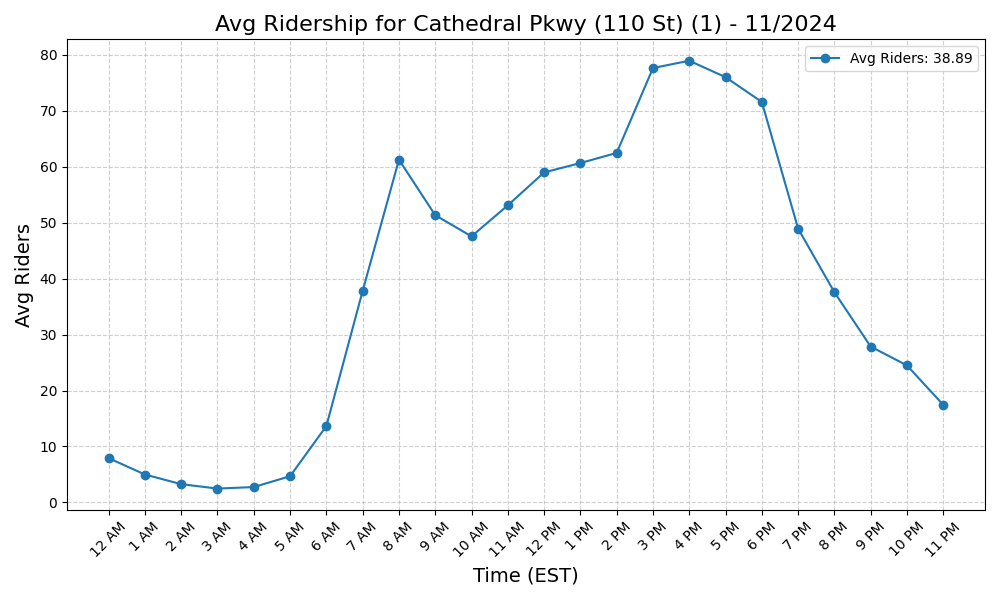 Avg Ridership for Cathedral Pkwy (110 St) (1) - 11/2024
Avg Riders: 38.89
Avg Riders
80
70
60
50
40
30
20
10
0
12 AM
1 AM
2 AM
3 AM
4 AM
5 AM
6 AM
7 AM
8 AM
9 AM
10 AM
11 AM
12 PM
1 PM
2 PM
3 PM
4 PM
5 PM
6 PM
7 PM
8 PM
9 PM
10 PM
11 PM
Time (EST)